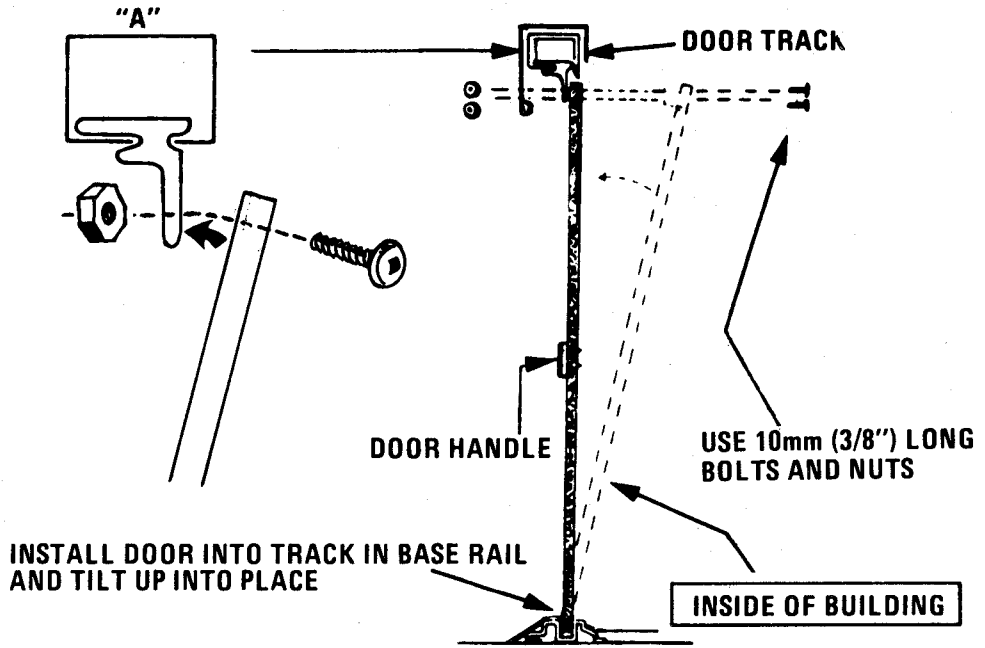 “A”
DOOR TRACK
DOOR HANDLE
USE 10mm (3/8”) LONG
BOLTS AND NUTS
INSTALL DOOR INTO TRACK IN BASE RAIL
AND TILT UP INTO PLACE
INSIDE OF BUILDING